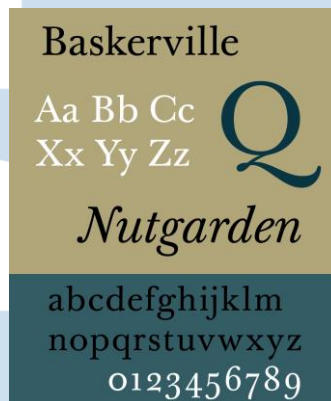 Baskerville
Aa Bb Cc
Xx Yy Zz
Q
Nutgarden
abcdefghijklm
nopqrstuvwxyz
0123456789